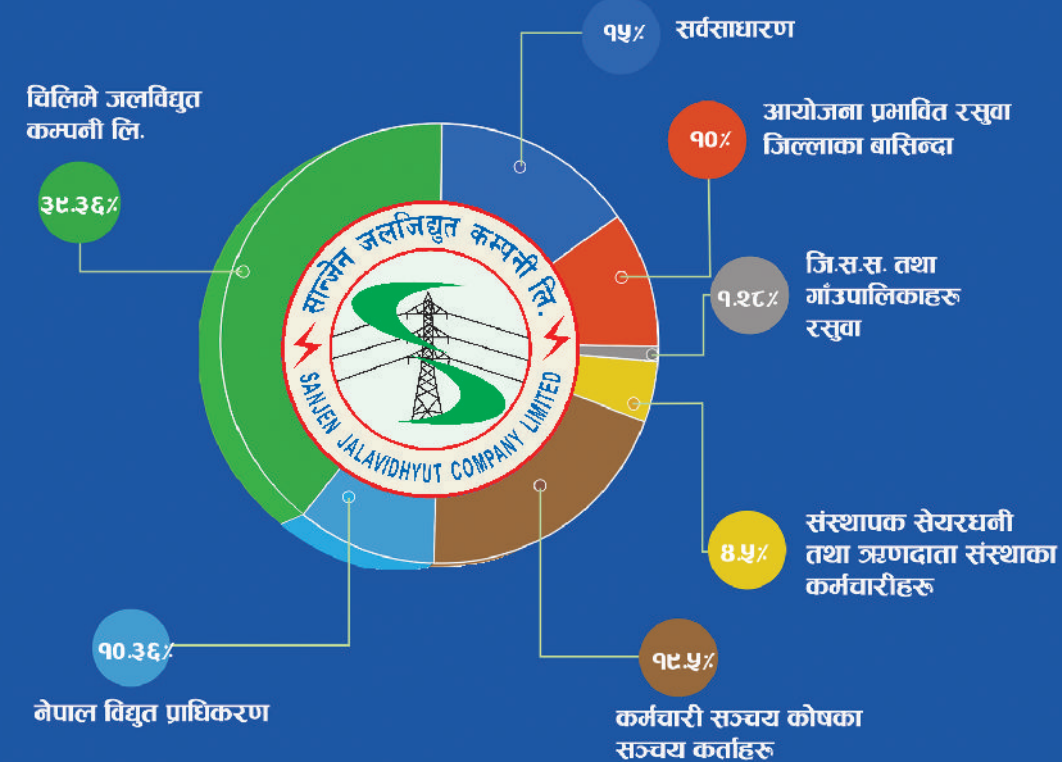 १५%
सर्वसाधारण
चिलिमे जलविद्युत
कम्पनी लि.
३९.३६%
१०%
आयोजना प्रभावित रसुवा
जिल्लाका बासिन्दा
१.२८%
जि.स.स. तथा
गाँउपालिकाहरू
रसुवा
सान्जेन जलजिद्युत कम्पनी लि.
SANJEN JALAVIDHYUT COMPANY LIMITED
४.५%
संस्थापक सेयरधनी
तथा ऋणदाता संस्थाका
कर्मचारीहरू
१०.३६%
नेपाल विद्युत प्राधिकरण
१९.५%
कर्मचारी सञ्चय कोषका
सञ्चय कर्ताहरू